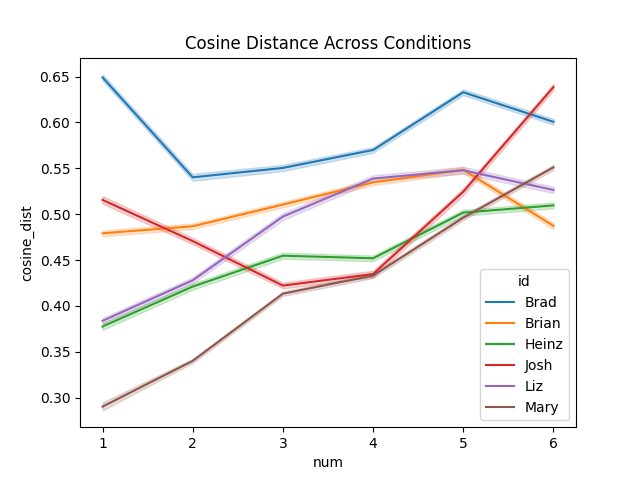 Cosine Distance Across Conditions
cosine_dist
0.65
0.60
0.55
0.50
0.45
0.40
0.35
0.30
1 2 3 4 5 6
num
id
Brad
Brian
Heinz
Josh
Liz
Mary